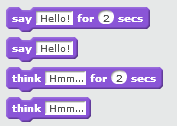 say Hello! for 2 secs
say Hello!
think Hmm... for 2 secs
think Hmm...